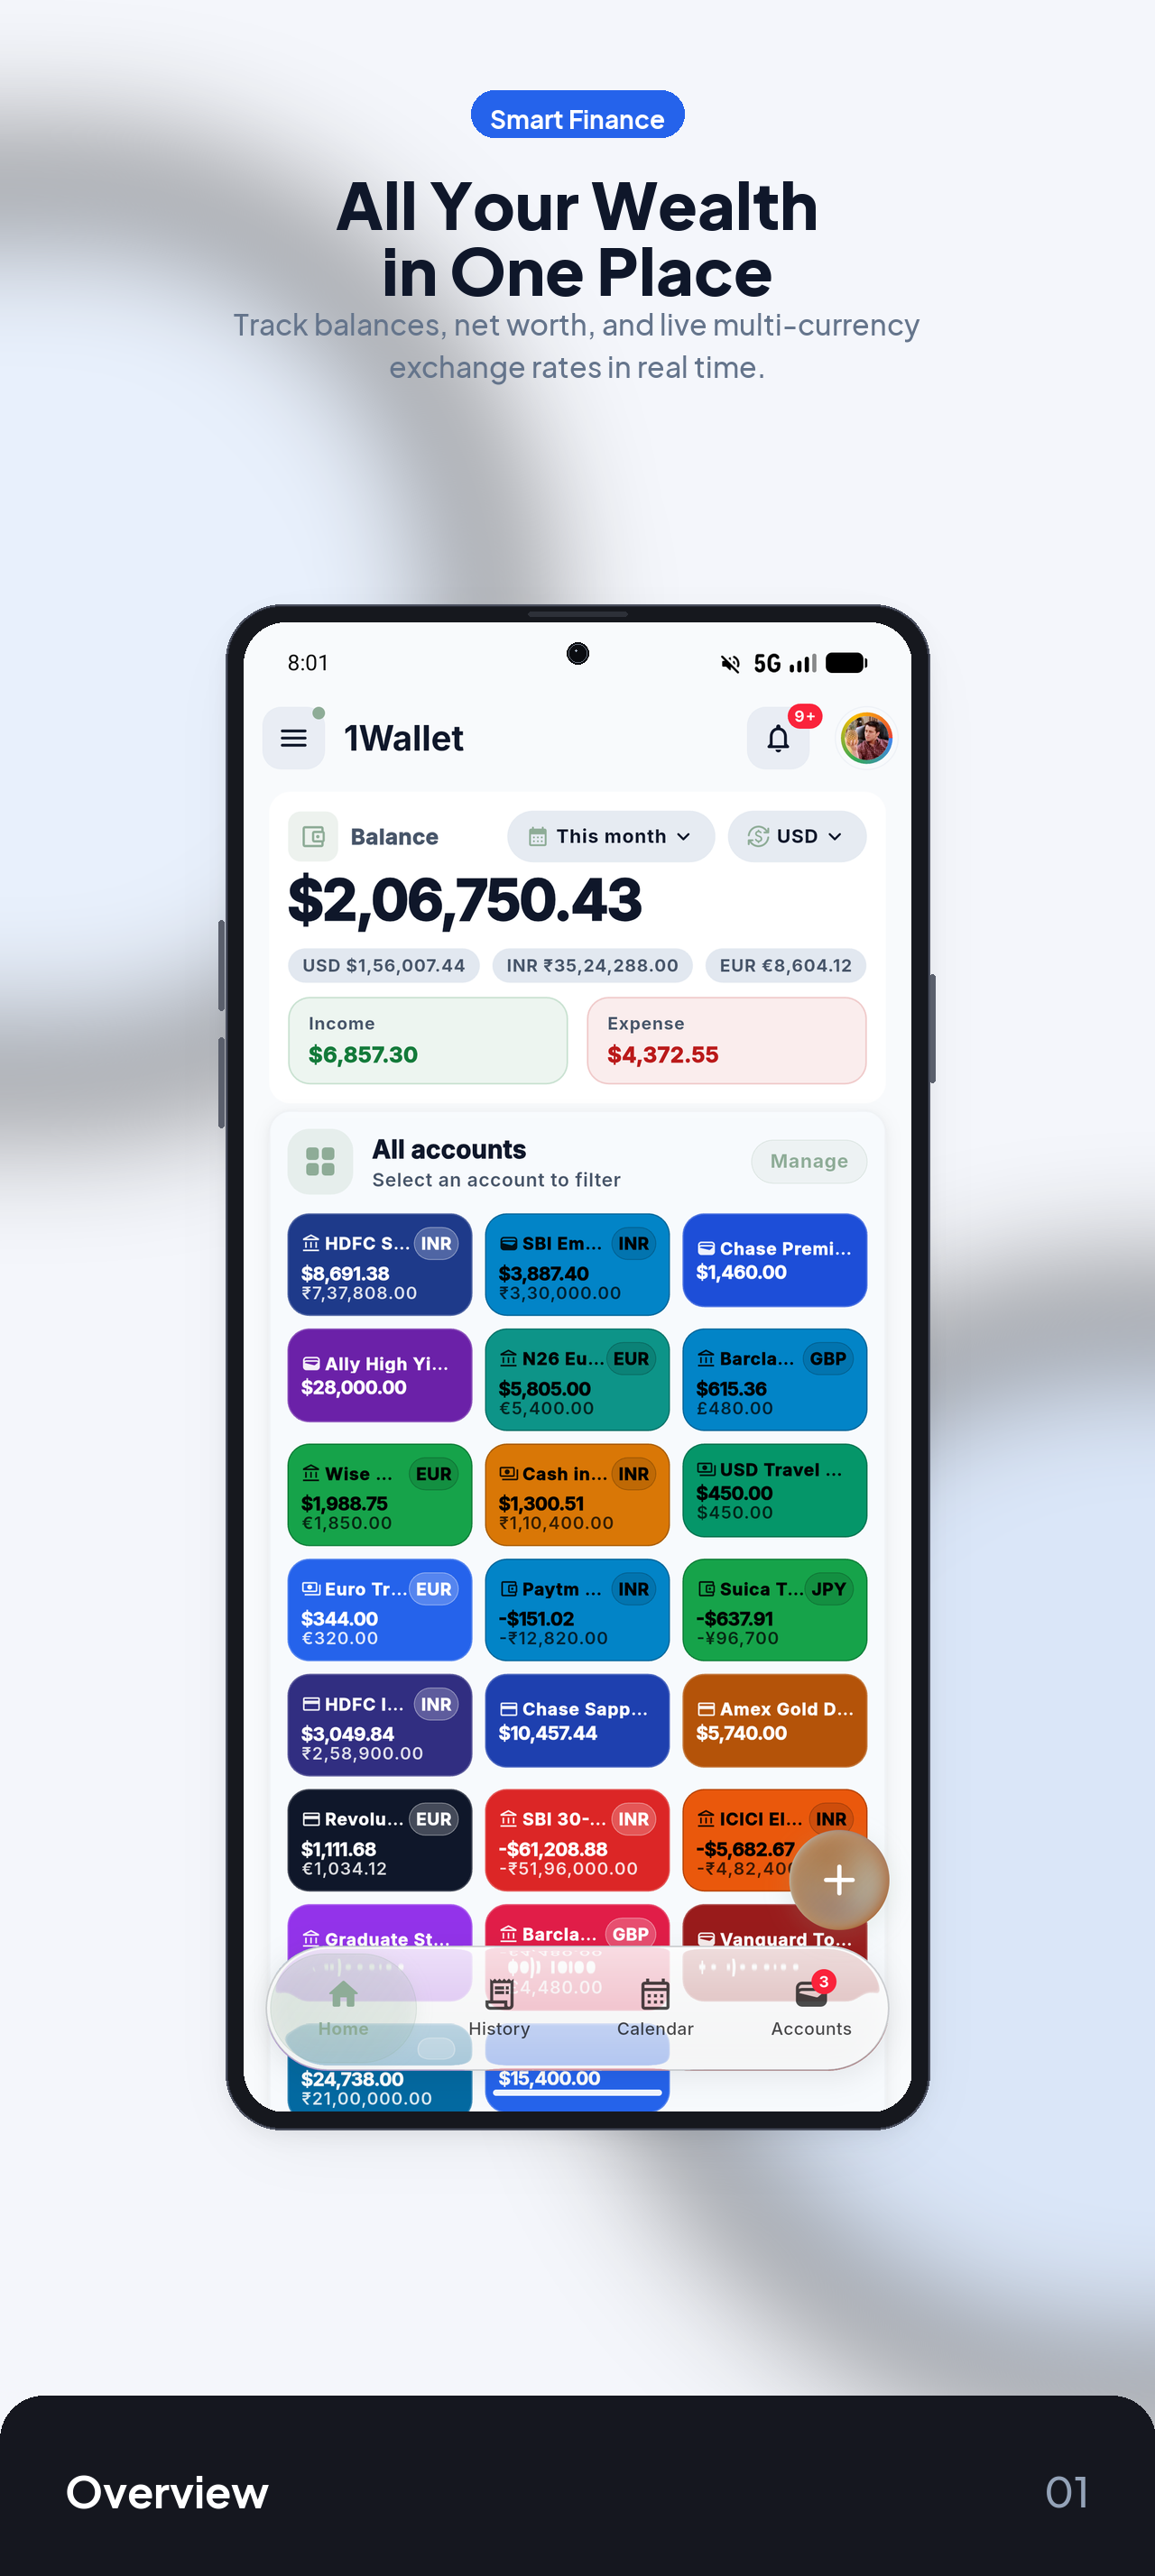 Smart Finance
All Your Wealth
in One Place
Track balances, net worth, and live multi-currency
exchange rates in real time.
8:01
5G
1Wallet
9+
Balance
This month
USD
$2,06,750.43
USD $1,56,007.44
INR ₹35,24,288.00
EUR €8,604.12
Income
$6,857.30
Expense
$4,372.55
All accounts
Select an account to filter
Manage
HDFC S... INR
$8,691.38
₹7,37,808.00
SBI Em... INR
$3,887.40
₹3,30,000.00
Chase Premi...
$1,460.00
Ally High Yi...
$28,000.00
N26 Eu... EUR
$5,805.00
€5,400.00
Barcla... GBP
$615.36
£480.00
Wise ... EUR
$1,988.75
€1,850.00
Cash in... INR
$1,300.51
₹1,10,400.00
USD Travel ...
$450.00
$450.00
Euro Tr... EUR
$344.00
€320.00
Paytm ... INR
-$151.02
-₹12,820.00
Suica T... JPY
-$637.91
-¥96,700
HDFC I... INR
$3,049.84
₹2,58,900.00
Chase Sapp...
$10,457.44
Amex Gold D...
$5,740.00
Revolu... EUR
$1,111.68
€1,034.12
SBI 30-... INR
-$61,208.88
-₹51,96,000.00
ICICI El... INR
-$5,682.67
-₹4,82,400
Graduate St...
Barcla... GBP
4,480.00
Vanguard To...
Home
History
Calendar
3
Accounts
$24,738.00
₹21,00,000.00
$15,400.00
Overview
01